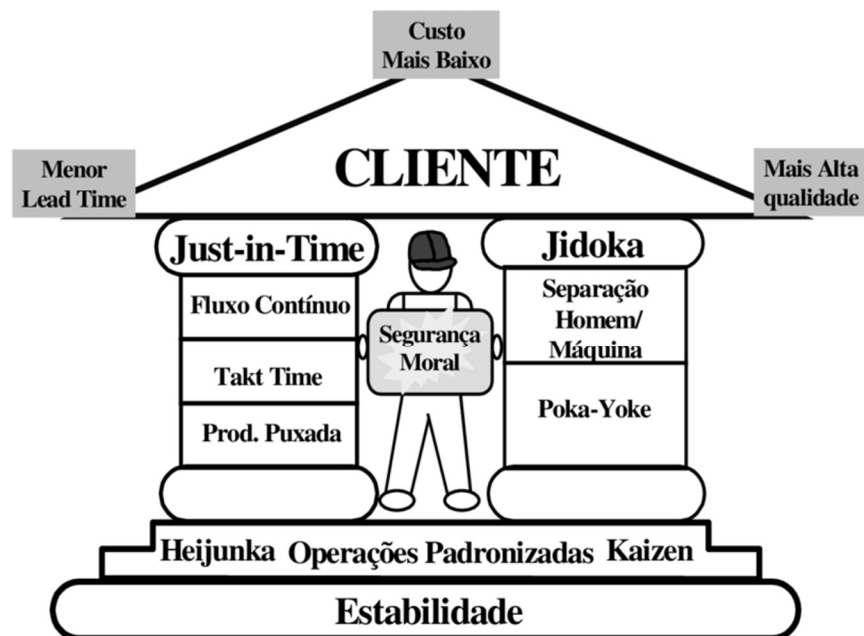 Custo
Mais Baixo
CLIENTE
Menor
Lead Time
Mais Alta
qualidade
Just-in-Time
Fluxo Contínuo
Takt Time
Prod. Puxada
Segurança
Moral
Jidoka
Separação
Homem/
Máquina
Poka-Yoke
Heijunka Operações Padronizadas Kaizen
Estabilidade